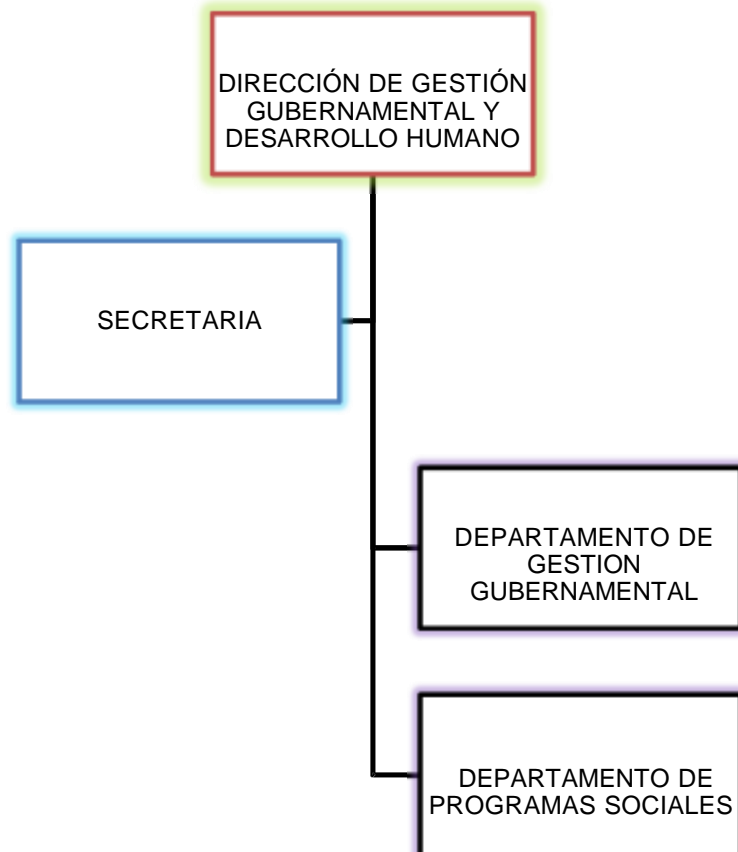 DIRECCIÓN DE GESTIÓN
GUBERNAMENTAL Y
DESARROLLO HUMANO
SECRETARIA
DEPARTAMENTO DE
GESTION
GUBERNAMENTAL
DEPARTAMENTO DE
PROGRAMAS SOCIALES